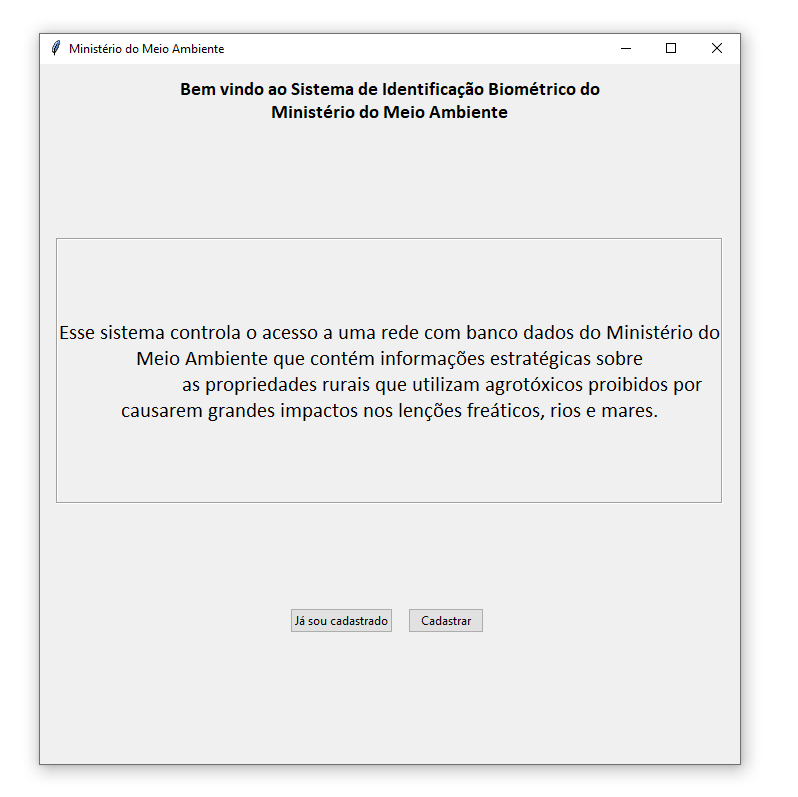 Ministério do Meio Ambiente
Bem vindo ao Sistema de Identificação Biométrico do
Ministério do Meio Ambiente
Esse sistema controla o acesso a uma rede com banco dados do Ministério do
Meio Ambiente que contém informações estratégicas sobre
as propriedades rurais que utilizam agrotóxicos proibidos por
causarem grandes impactos nos lenções freáticos, rios e mares.
Já sou cadastrado
Cadastrar